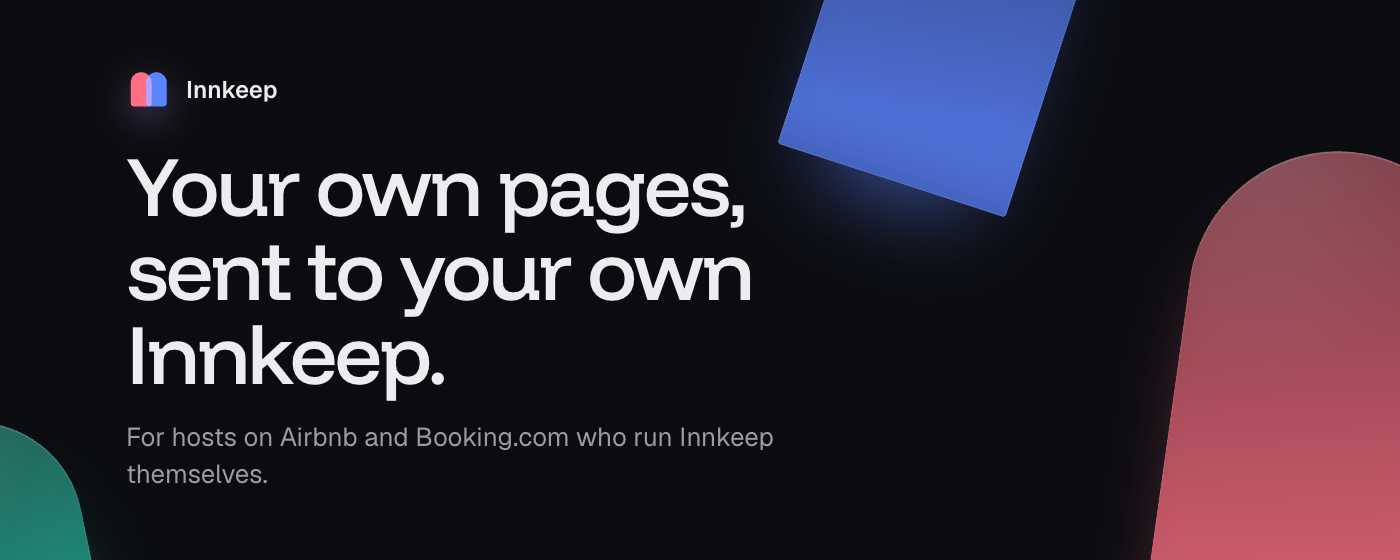 Innkeep
Your own pages,
sent to your own
Innkeep.
For hosts on Airbnb and Booking.com who run Innkeep
themselves.